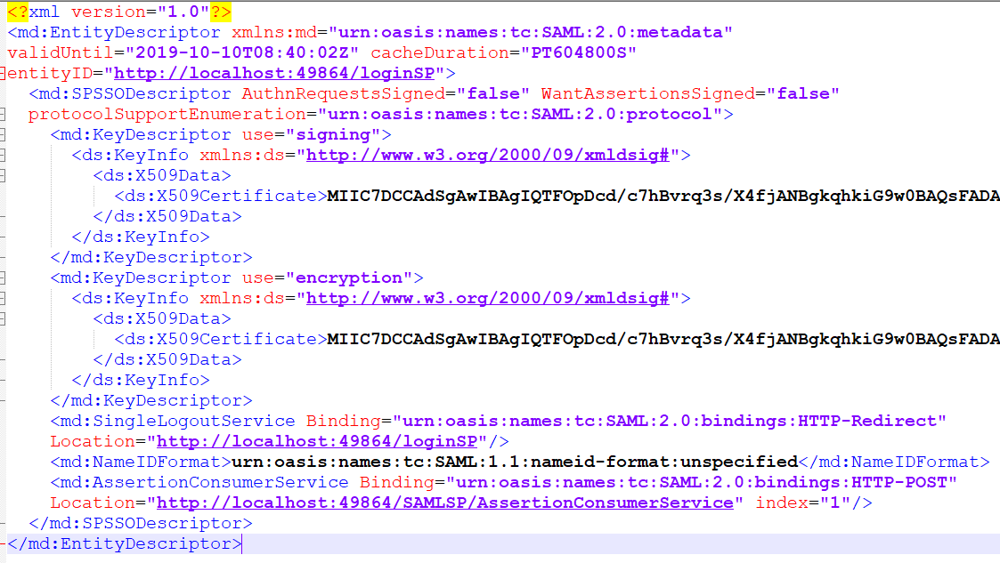 <?xml version="1.0"?>
<md:EntityDescriptor xmlns:md="urn:oasis:names:tc:SAML:2.0:metadata"
validUntil="2019-10-10T08:40:02Z" cacheDuration="PT604800S"
entityID="http://localhost:49864/loginSP">
<md:SPSSODescriptor AuthnRequestsSigned="false" WantAssertionsSigned="false"
protocolSupportEnumeration="urn:oasis:names:tc:SAML:2.0:protocol">
<md:KeyDescriptor use="signing">
<ds:KeyInfo xmlns:ds="http://www.w3.org/2000/09/xmldsig#">
<ds:X509Data>
<ds:X509Certificate>MIIC7DCCAdSgAwIBAgIQTFOpDcd/c7hBvrq3s/X4fjANBgkqhkiG9w0BAQsFADA
</ds:X509Data>
</ds:KeyInfo>
</md:KeyDescriptor>
<md:KeyDescriptor use="encryption">
<ds:KeyInfo xmlns:ds="http://www.w3.org/2000/09/xmldsig#">
<ds:X509Data>
<ds:X509Certificate>MIIC7DCCAdSgAwIBAgIQTFOpDcd/c7hBvrq3s/X4fjANBgkqhkiG9w0BAQsFADA
</ds:X509Data>
</ds:KeyInfo>
</md:KeyDescriptor>
<md:SingleLogoutService Binding="urn:oasis:names:tc:SAML:2.0:bindings:HTTP-Redirect"
Location="http://localhost:49864/loginSP"/>
<md:NameIDFormat>urn:oasis:names:tc:SAML:1.1:nameid-format:unspecified</md:NameIDFormat>
<md:AssertionConsumerService Binding="urn:oasis:names:tc:SAML:2.0:bindings:HTTP-POST"
Location="http://localhost:49864/SAMLSP/AssertionConsumerService" index="1"/>
</md:SPSSODescriptor>
</md:EntityDescriptor>